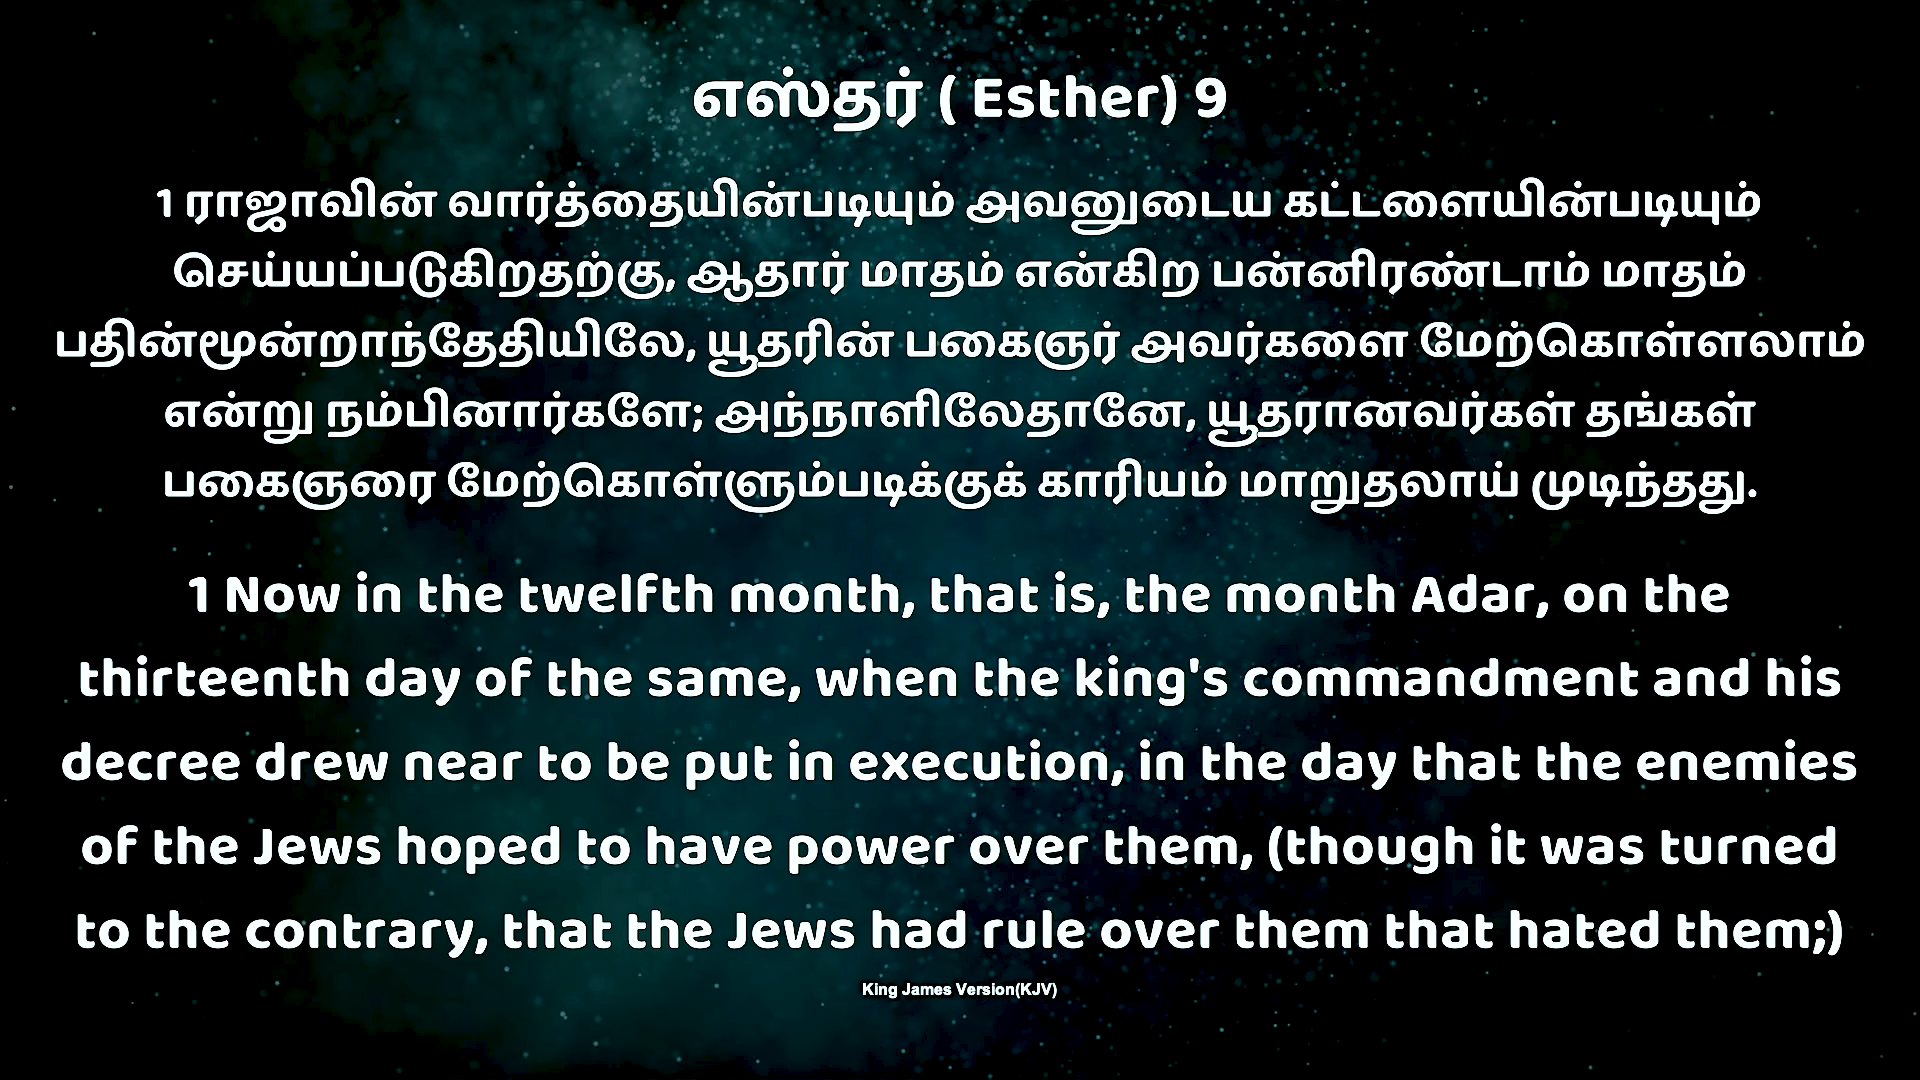 எஸ்தர் ( Esther) 9
1 ராஜாவின் வார்த்தையின்படியும் அவனுடைய கட்டளையின்படியும்
செய்யப்படுகிறதற்கு, ஆதார் மாதம் என்கிற பன்னிரண்டாம் மாதம்
பதின்மூன்றாந்தேதியிலே, யூதரின் பகைஞர் அவர்களை மேற்கொள்ளலாம்
என்று நம்பினார்களே; அந்நாளிலேதானே, யூதரானவர்கள் தங்கள்
பகைஞரை மேற்கொள்ளும்படிக்குக் காரியம் மாறுதலாய் முடிந்தது.
1 Now in the twelfth month, that is, the month Adar, on the
thirteenth day of the same, when the king's commandment and his
decree drew near to be put in execution, in the day that the enemies
of the Jews hoped to have power over them, (though it was turned
to the contrary, that the Jews had rule over them that hated them;)
King James Version(KJV)